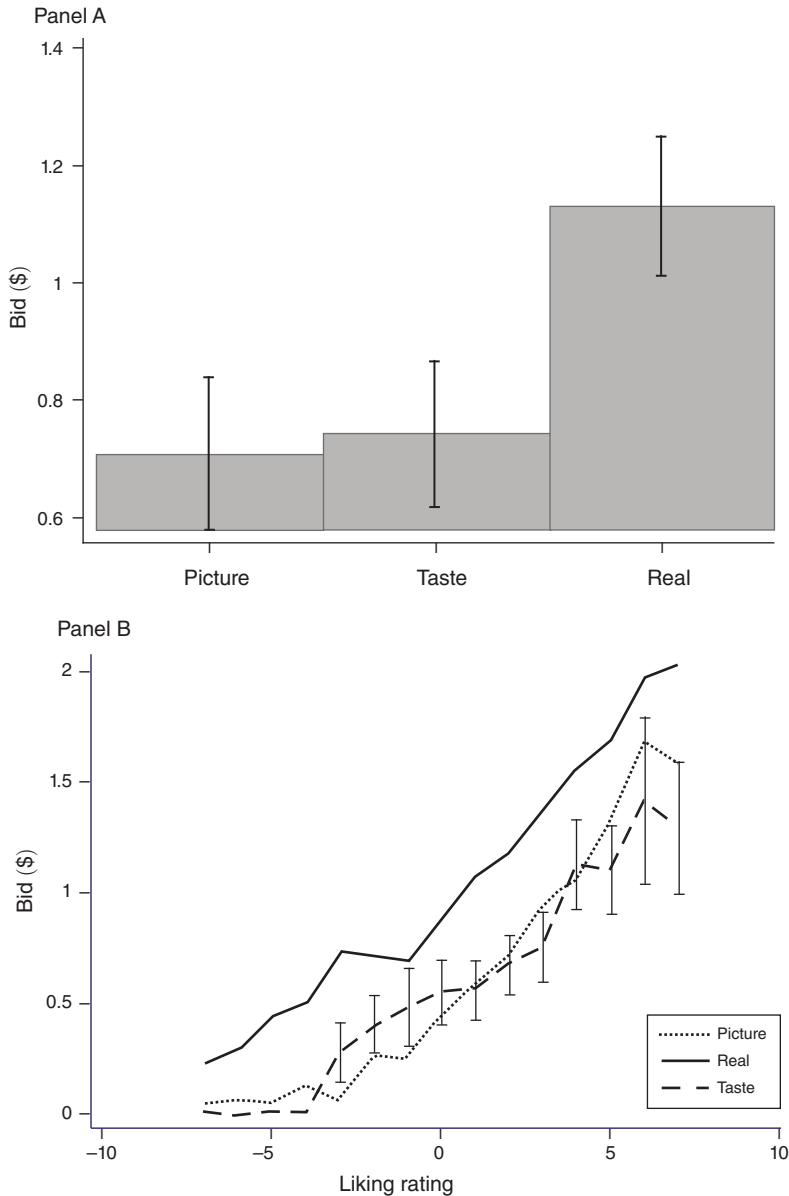 Panel A
1.4
1.2
1
0.8
0.6
Bid ($)
Picture Taste Real
Panel B
2
1.5
1
0.5
0
Bid ($)
Picture
Real
Taste
–10 –5 0 5 10
Liking rating